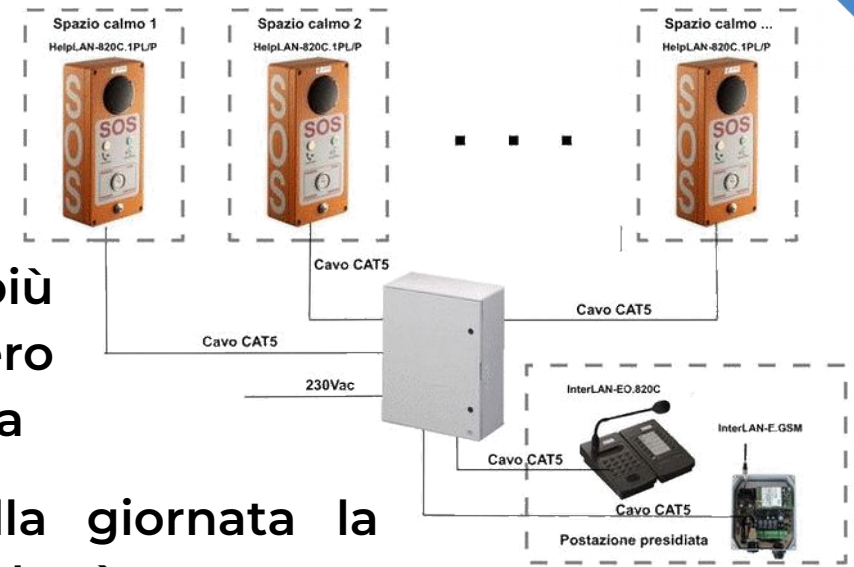 Spazio calmo 1
HelpLAN-820C.1PL/P
SOS
SOS
Spazio calmo 2
HelpLAN-820C.1PL/P
SOS
SOS
Spazio calmo ...
HelpLAN-820C.1PL/P
SOS
SOS
Cavo CAT5
Cavo CAT5
Cavo CAT5
230Vac
più
ero
a
lla giornata la
InterLAN-EO.820C
InterLAN-E.GSM
Cavo CAT5
Cavo CAT5
Postazione presidiata